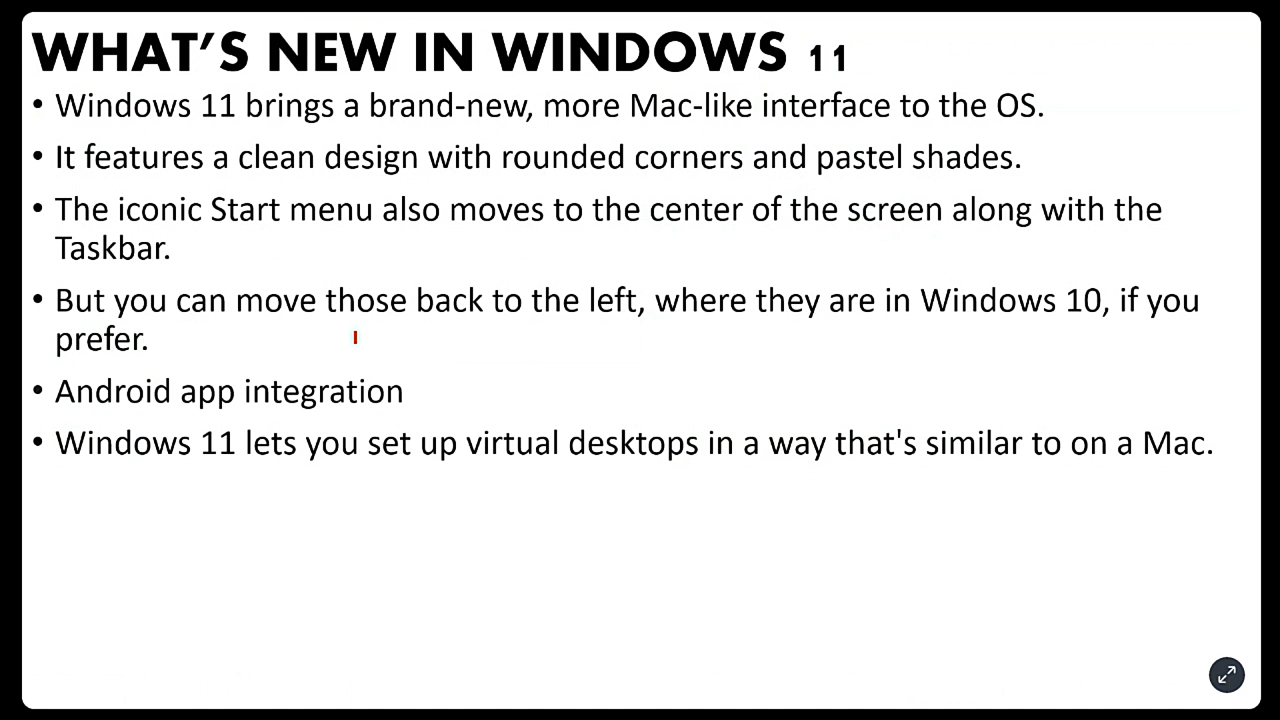 WHAT’S NEW IN WINDOWS 11
• Windows 11 brings a brand-new, more Mac-like interface to the OS.
• It features a clean design with rounded corners and pastel shades.
• The iconic Start menu also moves to the center of the screen along with the
Taskbar.
• But you can move those back to the left, where they are in Windows 10, if you
prefer.
• Android app integration
• Windows 11 lets you set up virtual desktops in a way that's similar to on a Mac.